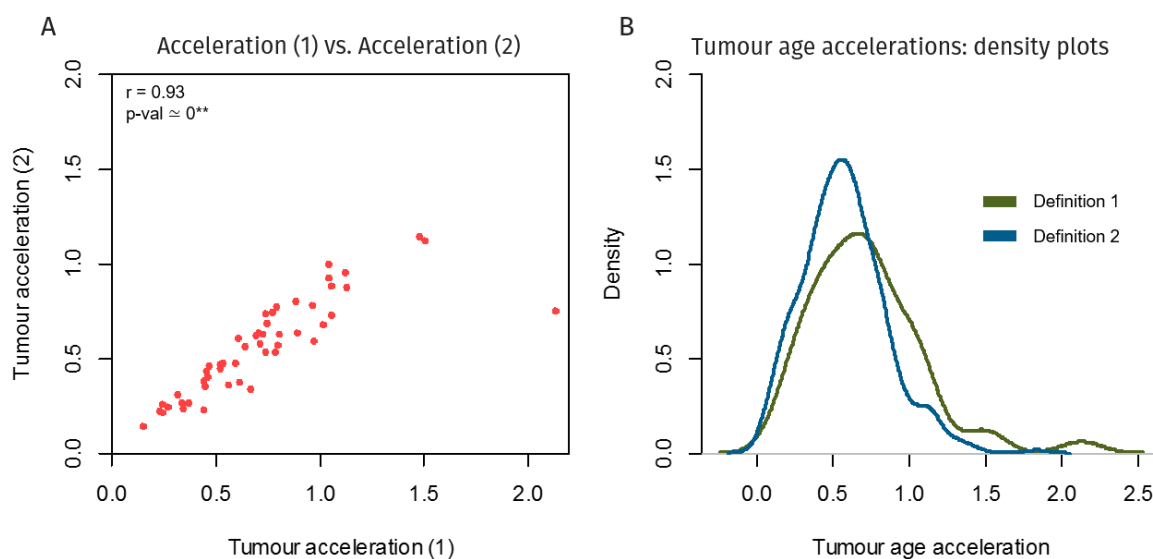 A
Acceleration (1) vs. Acceleration (2)
r = 0.93
p-val ≃ 0**
Tumour acceleration (2)
2.0
1.5
1.0
0.5
0.0
0.0 0.5 1.0 1.5 2.0
Tumour acceleration (1)
B
Tumour age accelerations: density plots
Density
2.0
1.5
1.0
0.5
0.0
Definition 1
Definition 2
0.0 0.5 1.0 1.5 2.0 2.5
Tumour age acceleration